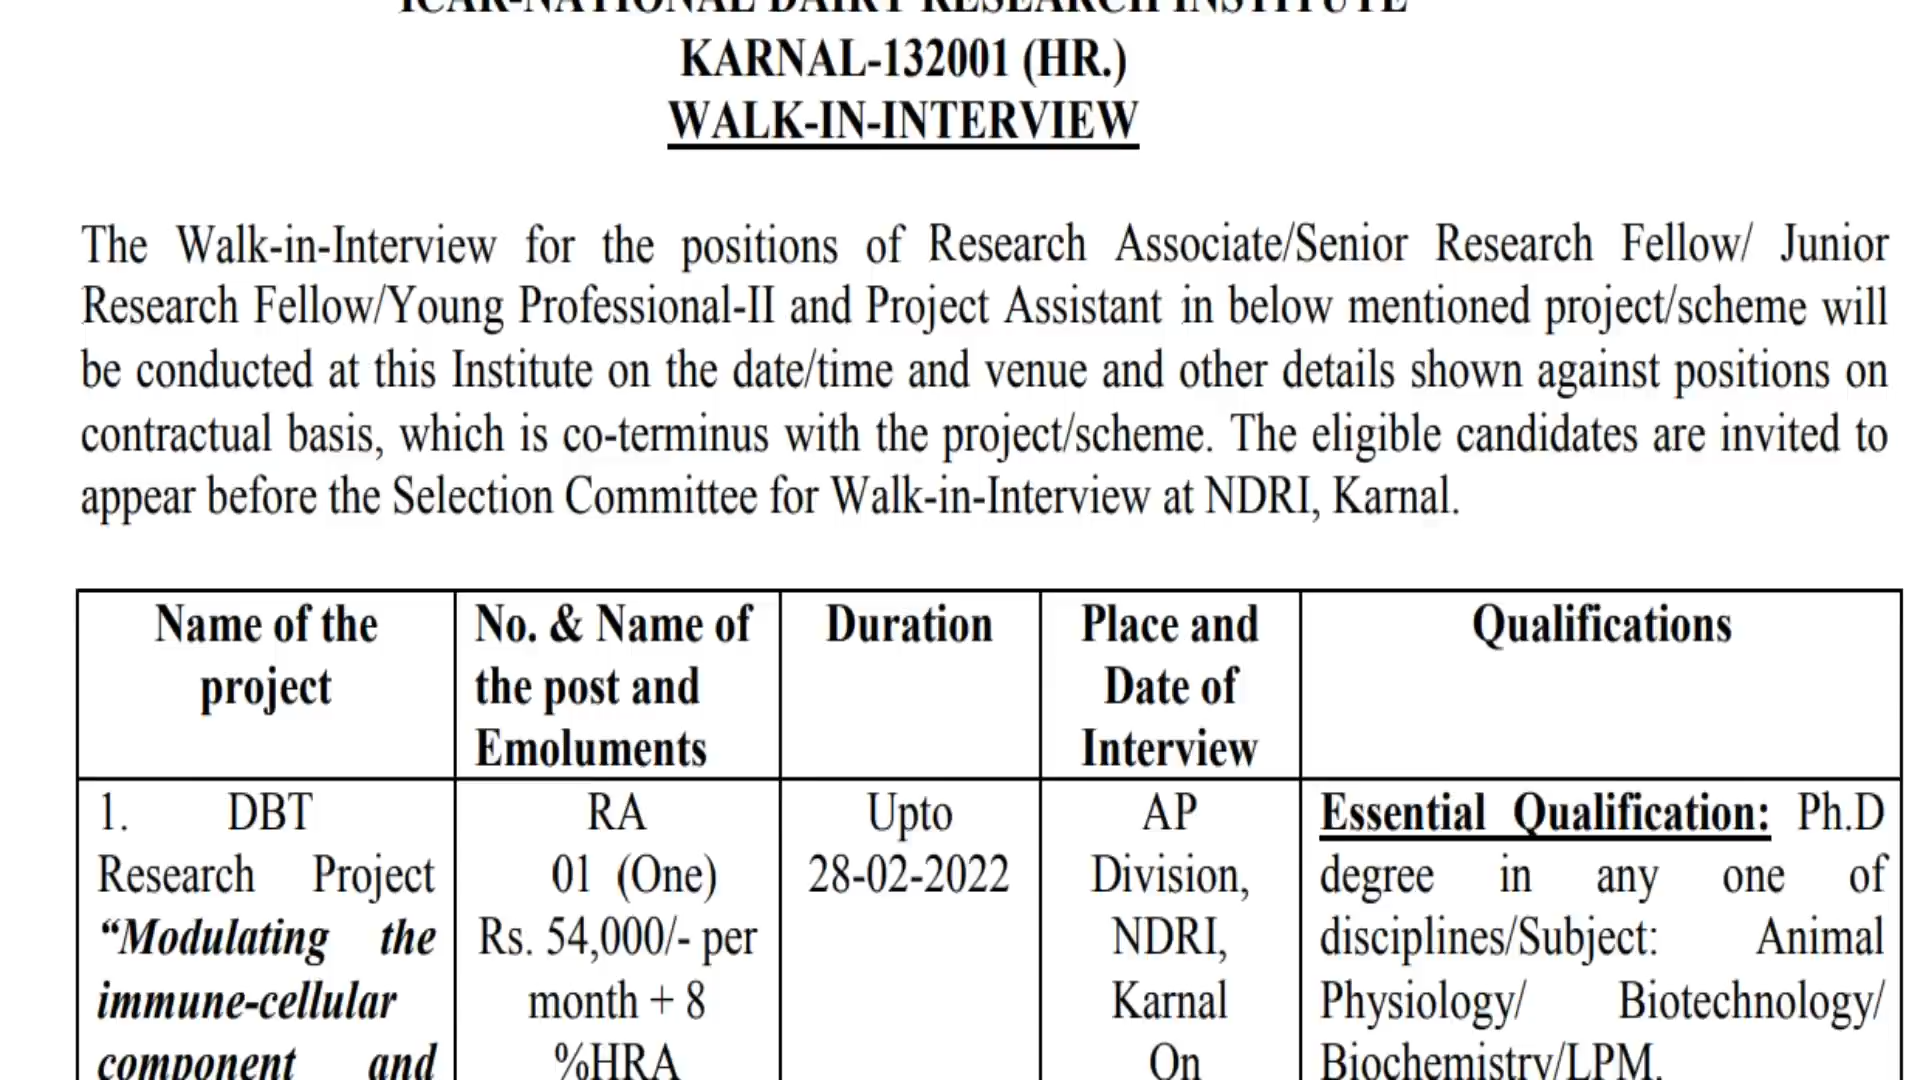 ICAR-NATIONAL DAIRY RESEARCH INSTITUTE
KARNAL-132001 (HR.)
WALK-IN-INTERVIEW
The Walk-in-Interview for the positions of Research Associate/Senior Research Fellow/ Junior
Research Fellow/Young Professional-II and Project Assistant in below mentioned project/scheme will
be conducted at this Institute on the date/time and venue and other details shown against positions on
contractual basis, which is co-terminus with the project/scheme. The eligible candidates are invited to
appear before the Selection Committee for Walk-in-Interview at NDRI, Karnal.
Name of the
project
No. & Name of
the post and
Emoluments
Duration
Place and
Date of
Interview
Qualifications
1. DBT
Research Project
“Modulating the
immune-cellular
component and
RA
01 (One)
Rs. 54,000/- per
month + 8
%HRA
Upto
28-02-2022
AP
Division,
NDRI,
Karnal
On
Essential Qualification: Ph.D
degree in any one of
disciplines/Subject: Animal
Physiology/ Biotechnology/
Biochemistry/LPM.